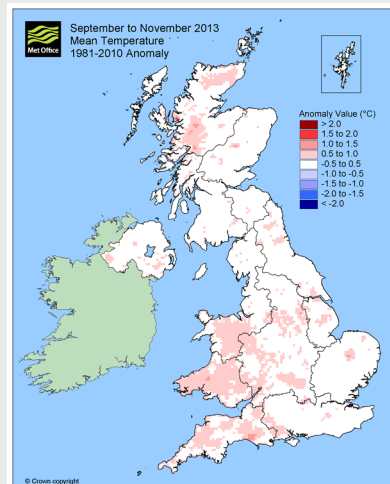 Met Office
September to November 2013
Mean Temperature
1981-2010 Anomaly
Anomaly Value (°C)
> 2.0
1.5 to 2.0
1.0 to 1.5
0.5 to 1.0
-0.5 to 0.5
-1.0 to -0.5
-1.5 to -1.0
-2.0 to -1.5
< -2.0
© Crown copyright